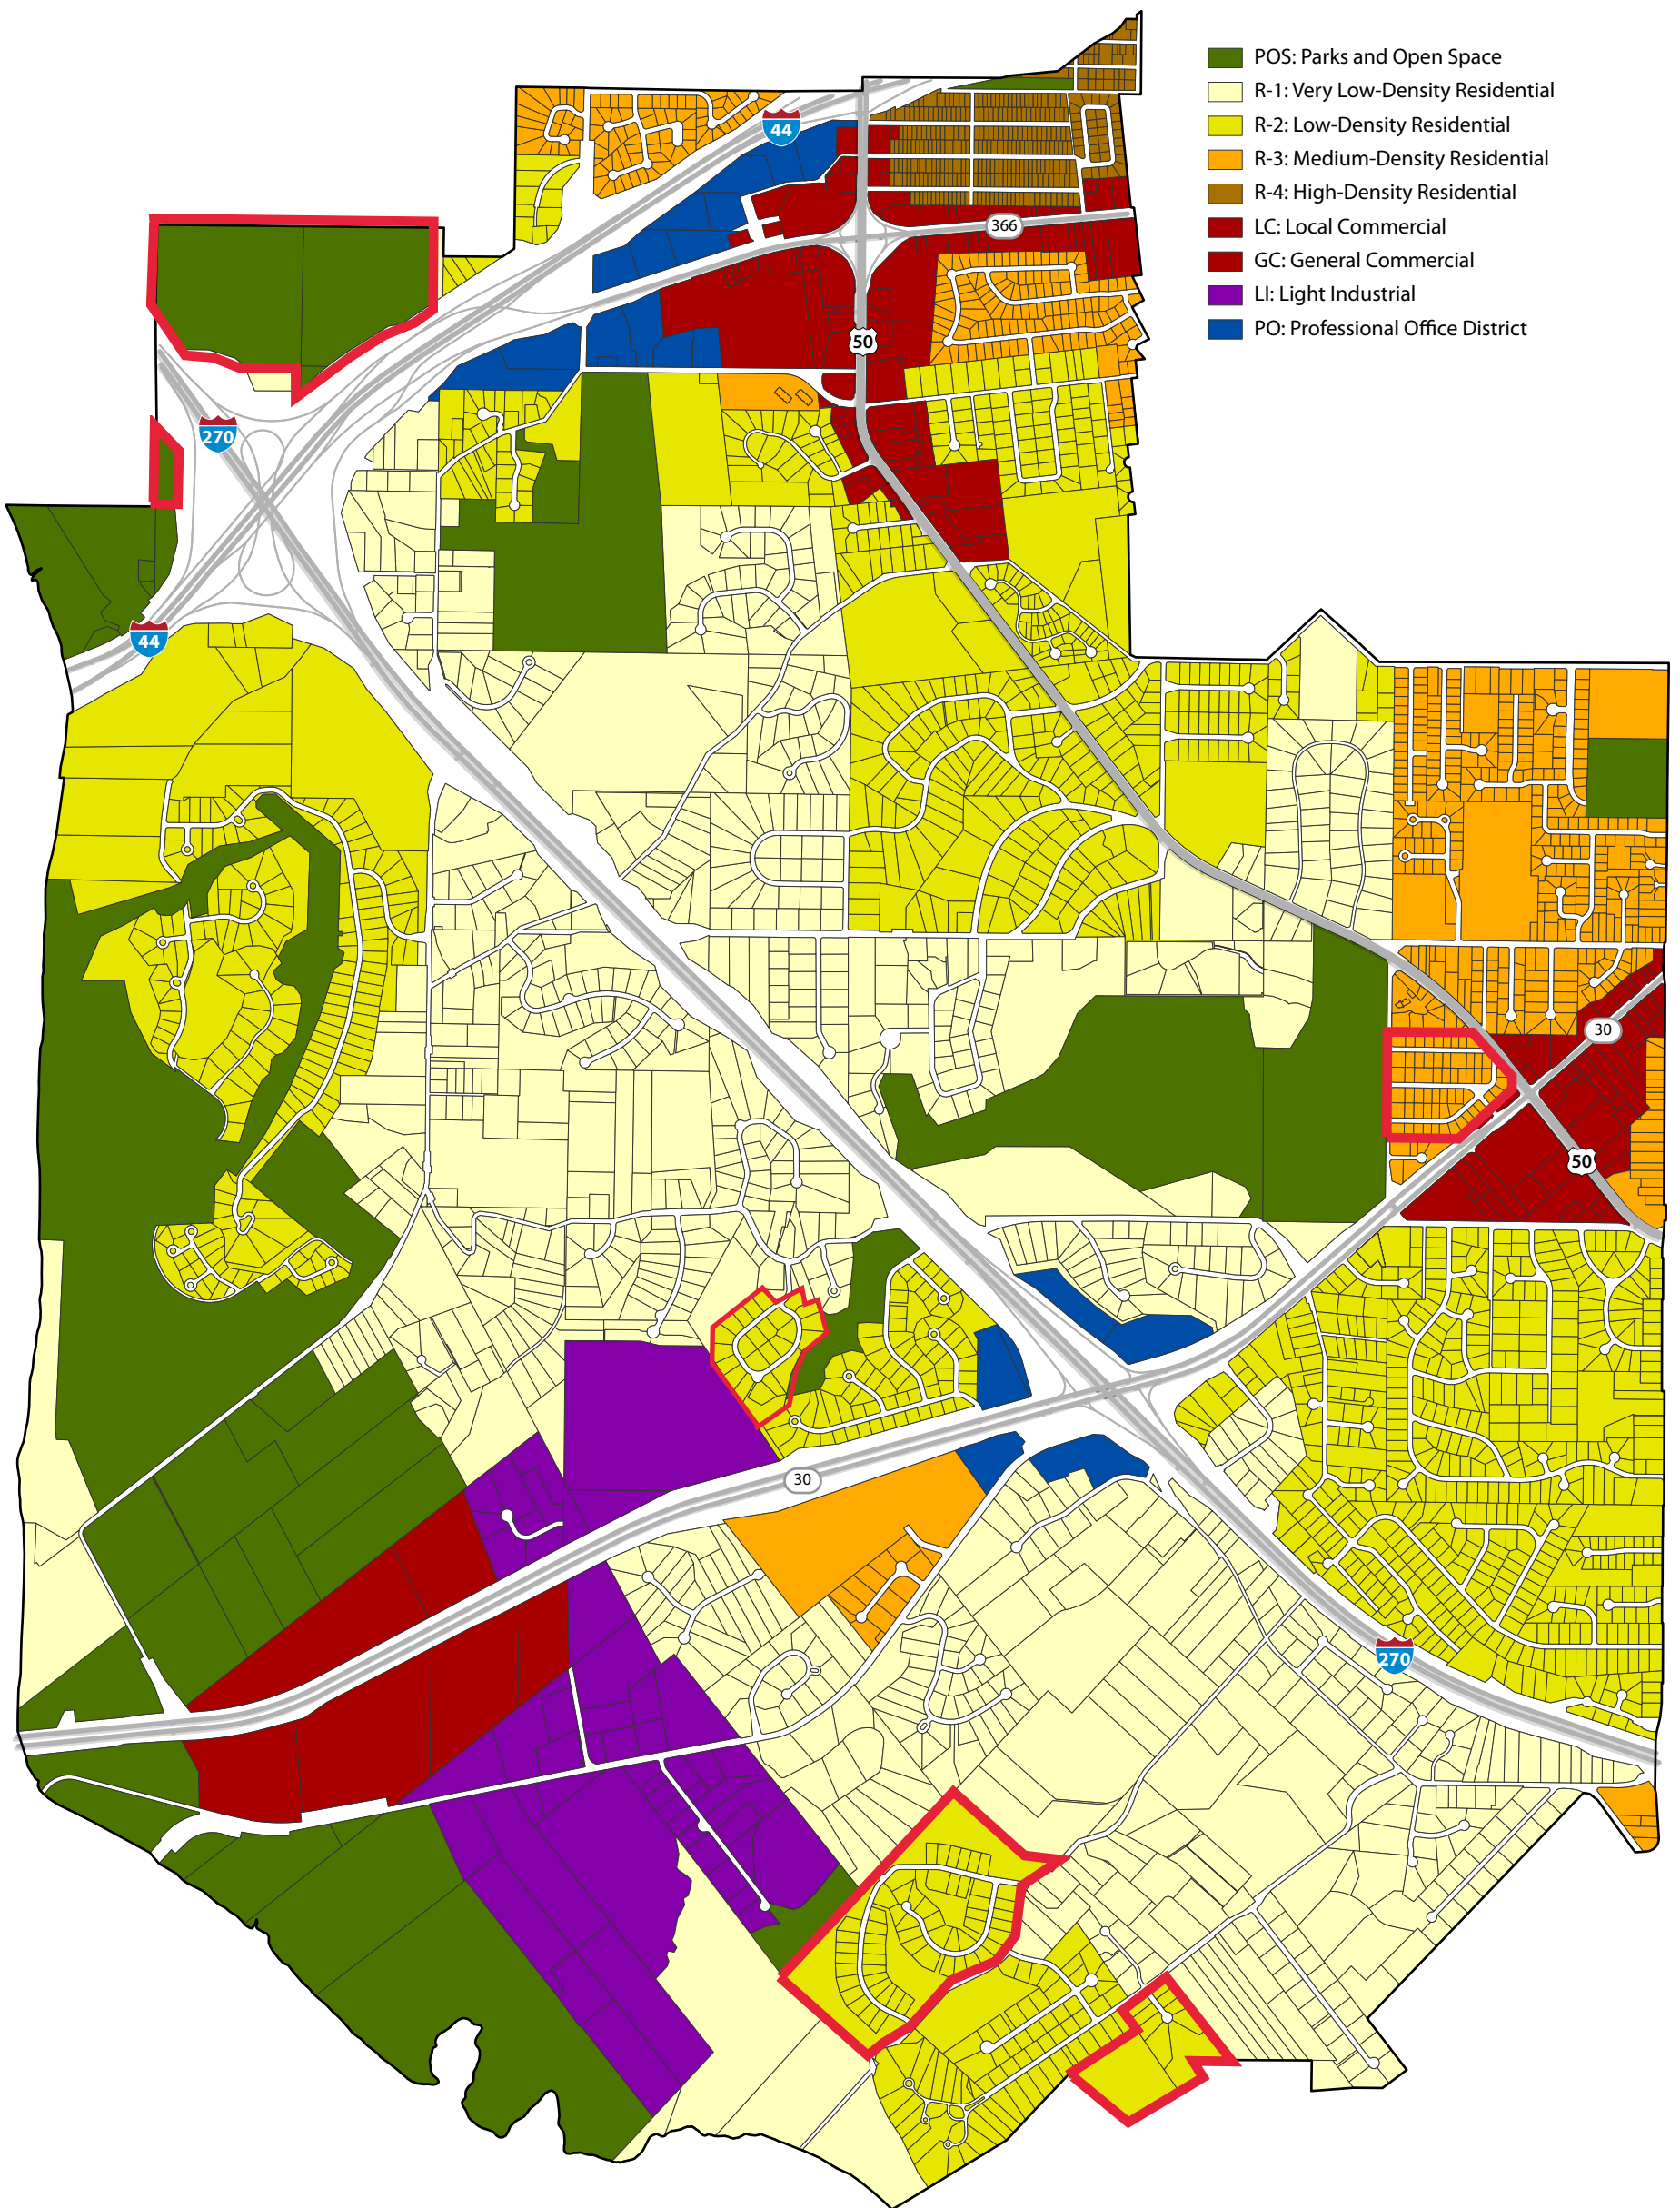 POS: Parks and Open Space
R-1: Very Low-Density Residential
R-2: Low-Density Residential
R-3: Medium-Density Residential
R-4: High-Density Residential
LC: Local Commercial
GC: General Commercial
LI: Light Industrial
PO: Professional Office District
44
366
50
270
44
30
50
30
270